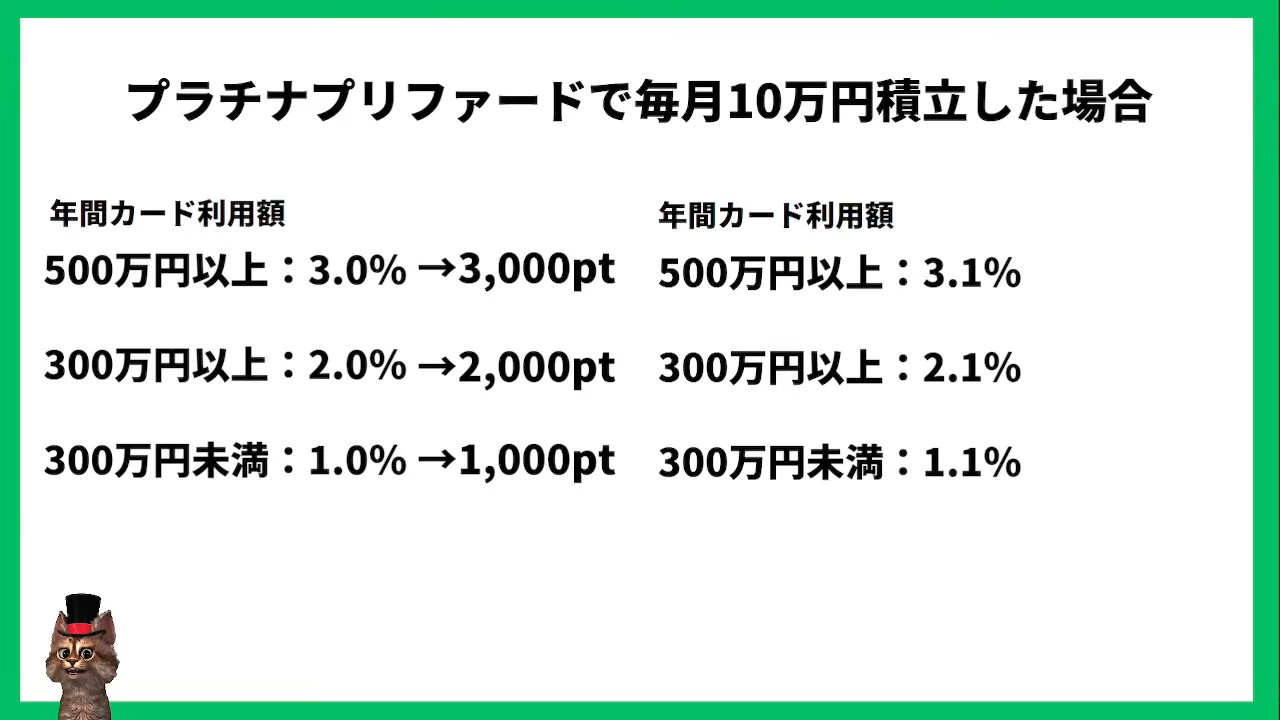 プラチナプリファードで毎月10万円積立した場合
年間カード利用額
500万円以上：3.0% →3,000pt
300万円以上：2.0% →2,000pt
300万円未満：1.0% →1,000pt
年間カード利用額
500万円以上：3.1%
300万円以上：2.1%
300万円未満：1.1%